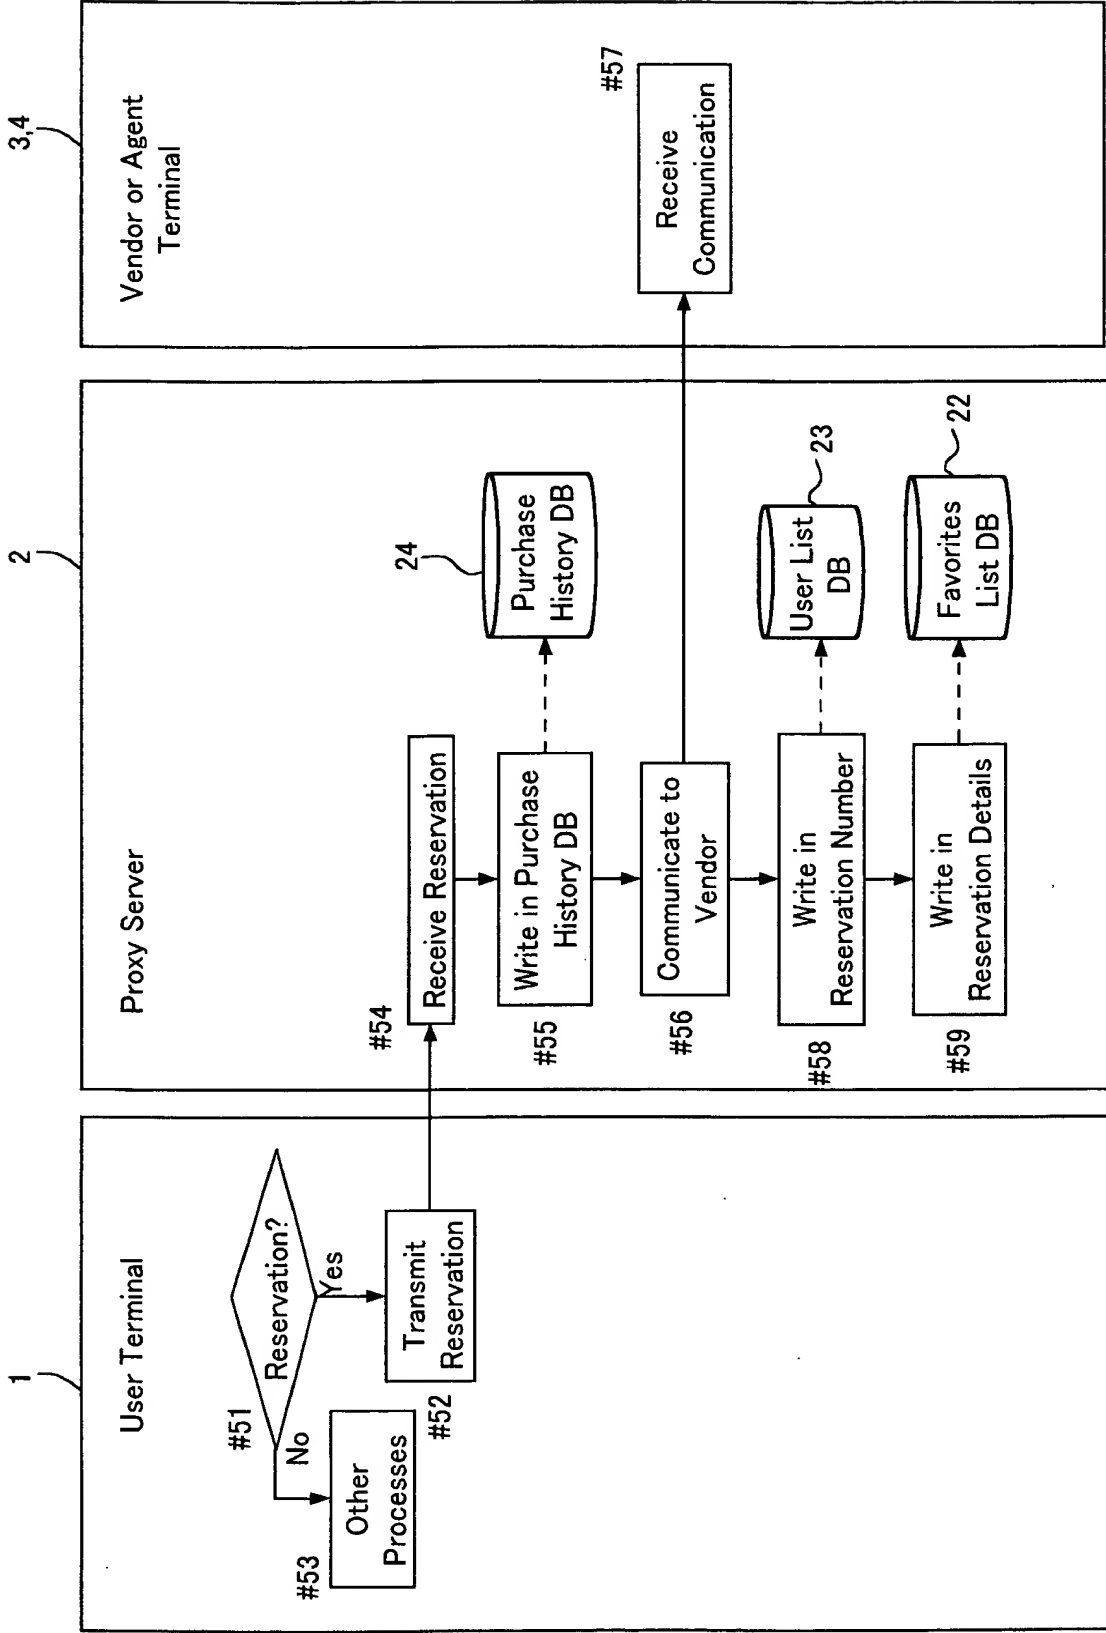 1
User Terminal
#51
Reservation?
No
Yes
#53
Other
Processes
#52
Transmit
Reservation
2
Proxy Server
#54
Receive Reservation
#55
Write in Purchase
History DB
24
Purchase
History DB
#56
Communicate to
Vendor
#58
Write in
Reservation Number
23
User List
DB
#59
Write in
Reservation Details
22
Favorites
List DB
3,4
Vendor or Agent
Terminal
#57
Receive
Communication